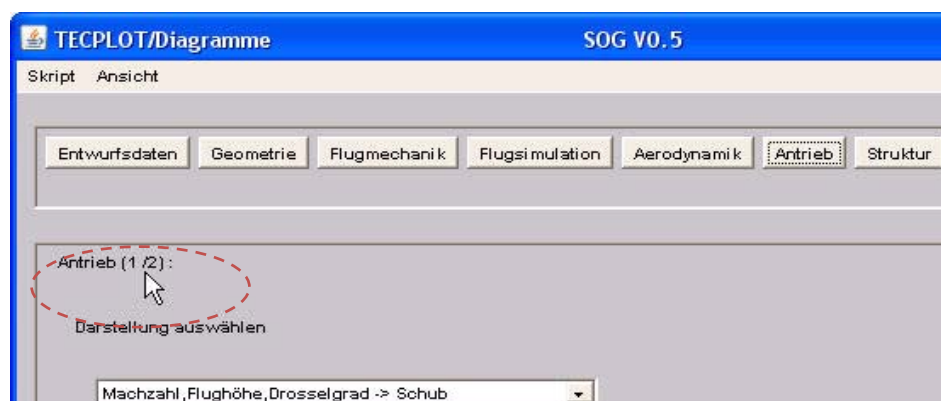 TECPLOT/Diagramme SOG V0.5
Skript Ansicht
Entwurfsdaten Geometrie Flugmechanik Flugsimulation Aerodynamik Antrieb Struktur
Antrieb (1 /2) :
Darstellung auswählen
Machzahl,Flughöhe,Drosselgrad -> Schub